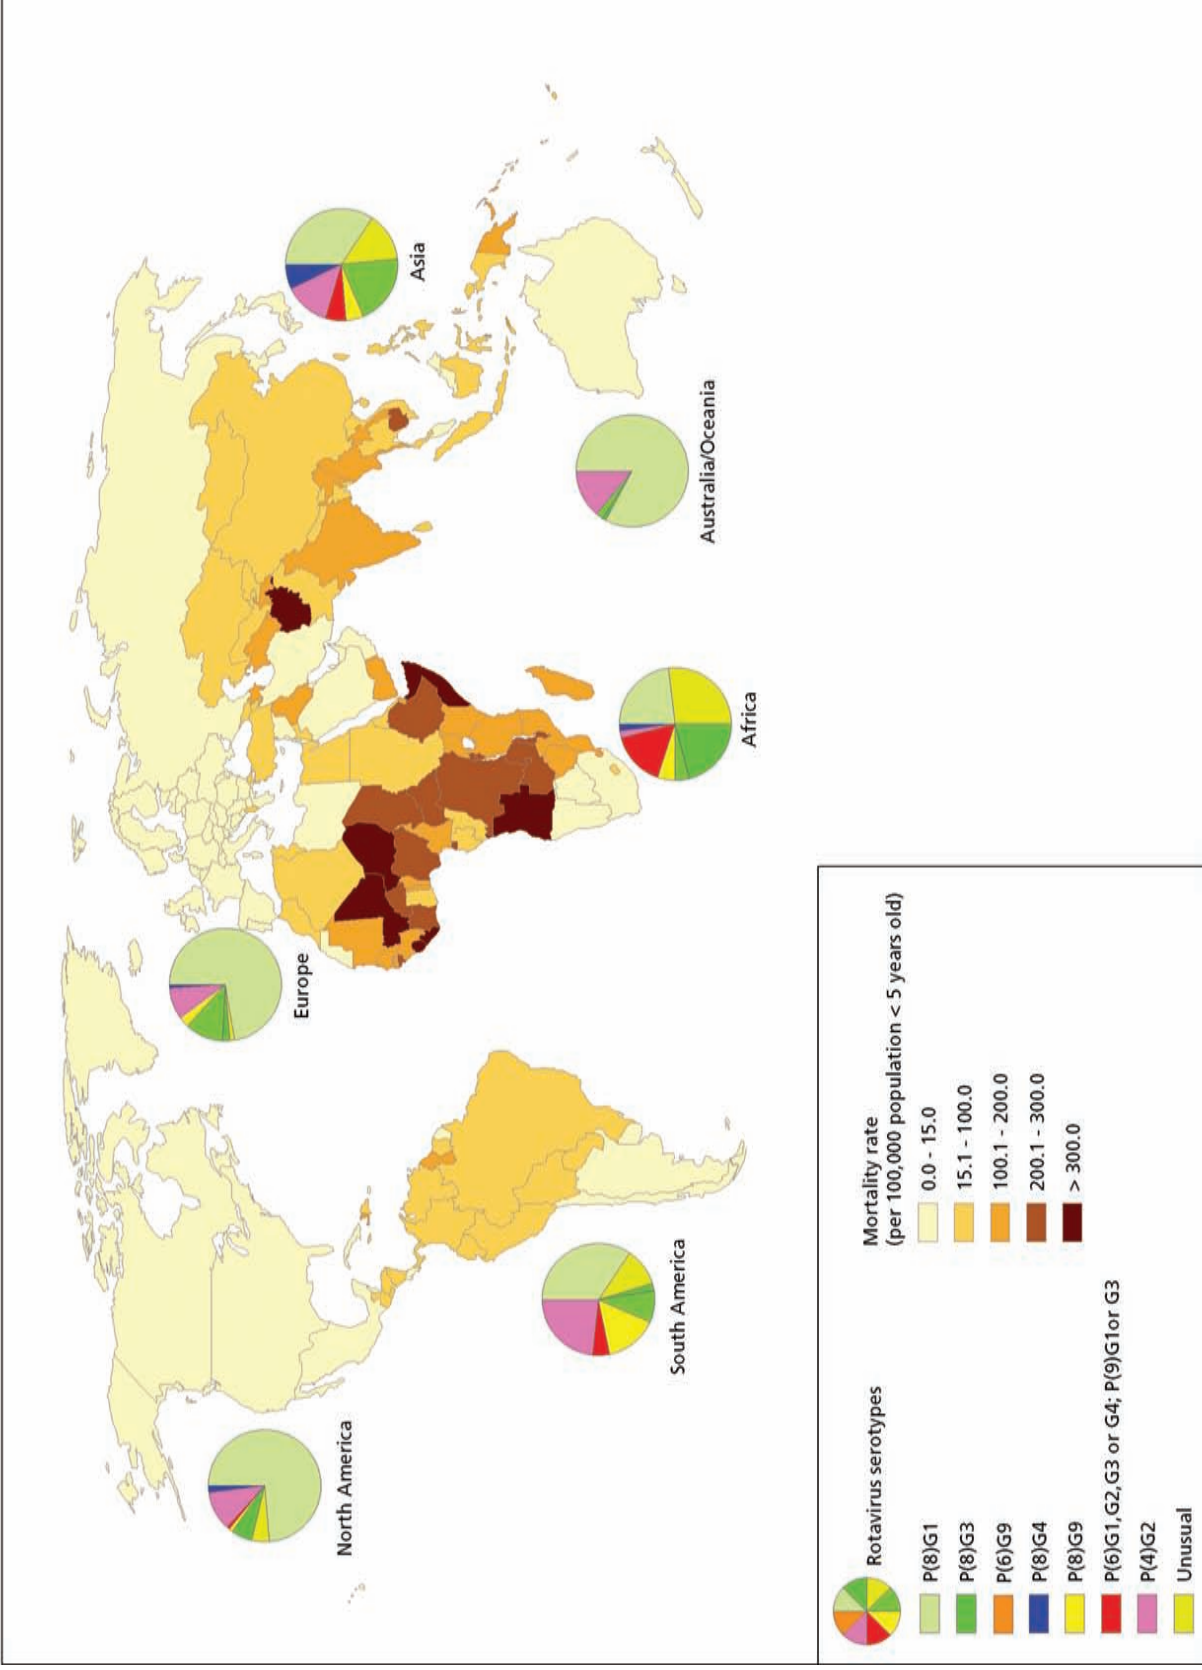 Asia
Australia/Oceania
Africa
Europe
South America
North America
Rotavirus serotypes
P(8)G1
P(8)G3
P(6)G9
P(8)G4
P(8)G9
P(6)G1,G2,G3 or G4; P(9)G1or G3
P(4)G2
Unusual
Mortality rate
(per 100,000 population < 5 years old)
0.0 - 15.0
15.1 - 100.0
100.1 - 200.0
200.1 - 300.0
> 300.0